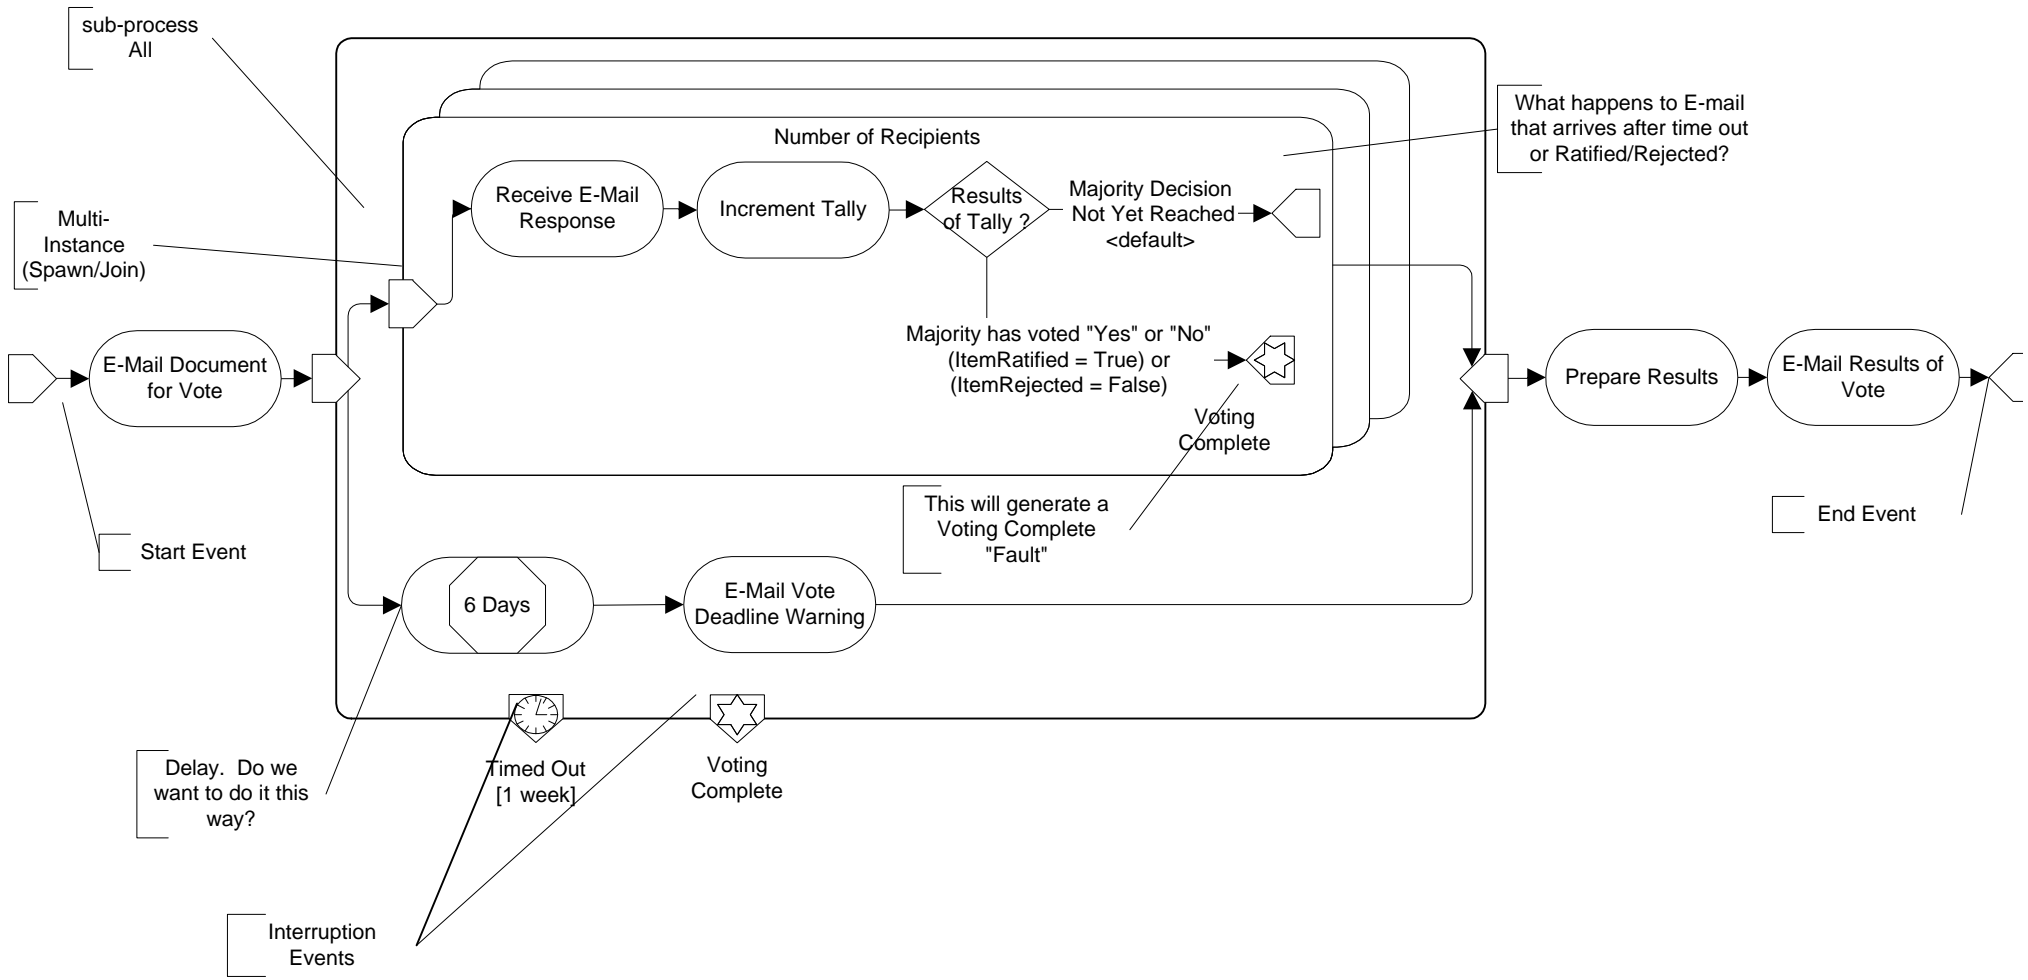 sub-process
All
What happens to E-mail
that arrives after time out
or Ratified/Rejected?
Number of Recipients
Multi-
Instance
(Spawn/Join)
Receive E-Mail
Response
Increment Tally
Results
of Tally ?
Majority Decision
Not Yet Reached
<default>
Majority has voted "Yes" or "No"
(ItemRatified = True) or
(ItemRejected = False)
Voting
Complete
E-Mail Document
for Vote
Prepare Results
E-Mail Results of
Vote
This will generate a
Voting Complete
"Fault"
Start Event
End Event
6 Days
E-Mail Vote
Deadline Warning
Delay.  Do we
want to do it this
way?
Timed Out
[1 week]
Voting
Complete
Interruption
Events